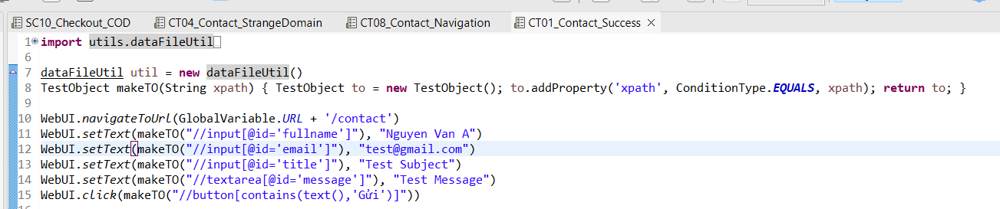 SC10_Checkout_COD CT04_Contact_StrangeDomain CT08_Contact_Navigation CT01_Contact_Success
1 import utils.dataFileUtil
6
7 dataFileUtil util = new dataFileUtil()
8 TestObject makeTO(String xpath) { TestObject to = new TestObject(); to.addProperty('xpath', ConditionType.EQUALS, xpath); return to; }
9
10 WebUI.navigateToUrl(GlobalVariable.URL + '/contact')
11 WebUI.setText(makeTO("//input[@id='fullname']"), "Nguyen Van A")
12 WebUI.setText(makeTO("//input[@id='email']"), "test@gmail.com")
13 WebUI.setText(makeTO("//input[@id='title']"), "Test Subject")
14 WebUI.setText(makeTO("//textarea[@id='message']"), "Test Message")
15 WebUI.click(makeTO("//button[contains(text(),'Gửi')]"))